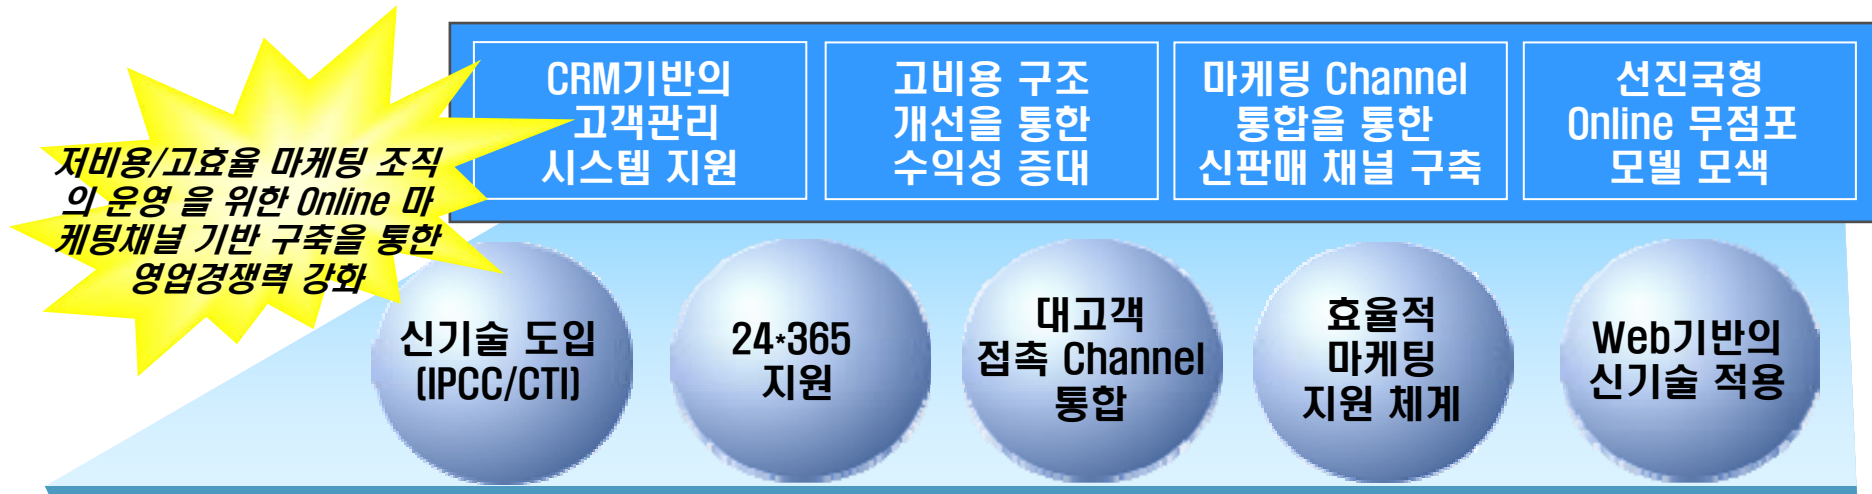 저비용/고효율 마케팅 조직
의 운영 을 위한 Online 마
케팅채널 기반 구축을 통한
영업경쟁력 강화
CRM기반의
고객관리
시스템 지원
고비용 구조
개선을 통한
수익성 증대
마케팅 Channel
통합을 통한
신판매 채널 구축
선진국형
Online 무점포
모델 모색
신기술 도입
(IPCC/CTI)
24*365
지원
대고객
접촉 Channel
통합
효율적
마케팅
지원 체계
Web기반의
신기술 적용